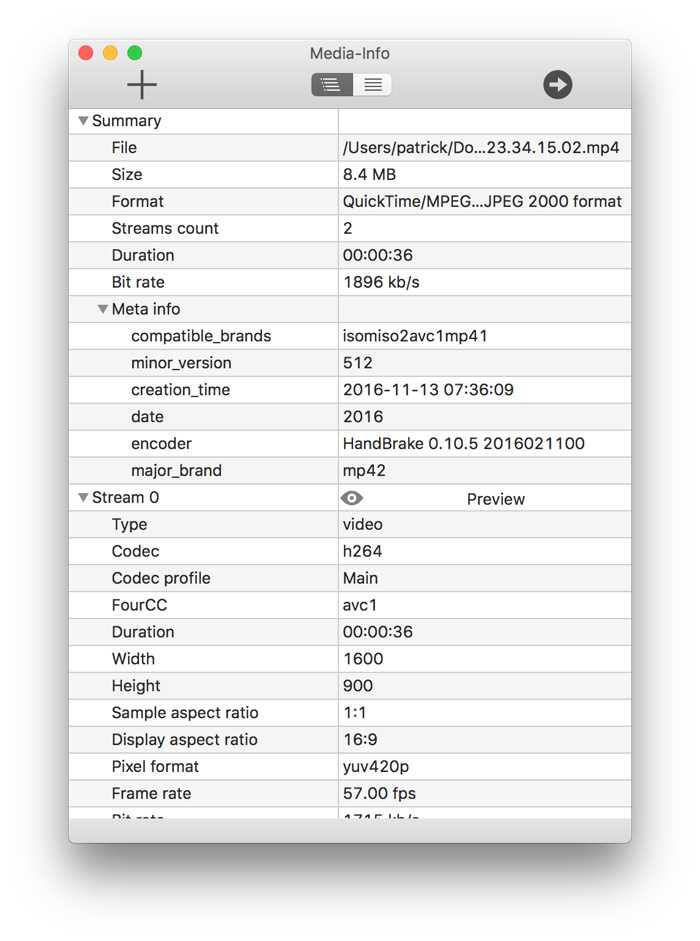 Media-Info
Summary
File /Users/patrick/Do...23.34.15.02.mp4
Size 8.4 MB
Format QuickTime/MPEG...JPEG 2000 format
Streams count 2
Duration 00:00:36
Bit rate 1896 kb/s
Meta info
compatible_brands isomiso2avc1mp41
minor_version 512
creation_time 2016-11-13 07:36:09
date 2016
encoder HandBrake 0.10.5 2016021100
major_brand mp42
Stream 0 Preview
Type video
Codec h264
Codec profile Main
FourCC avc1
Duration 00:00:36
Width 1600
Height 900
Sample aspect ratio 1:1
Display aspect ratio 16:9
Pixel format yuv420p
Frame rate 57.00 fps
Bit rate 1715 kb/s